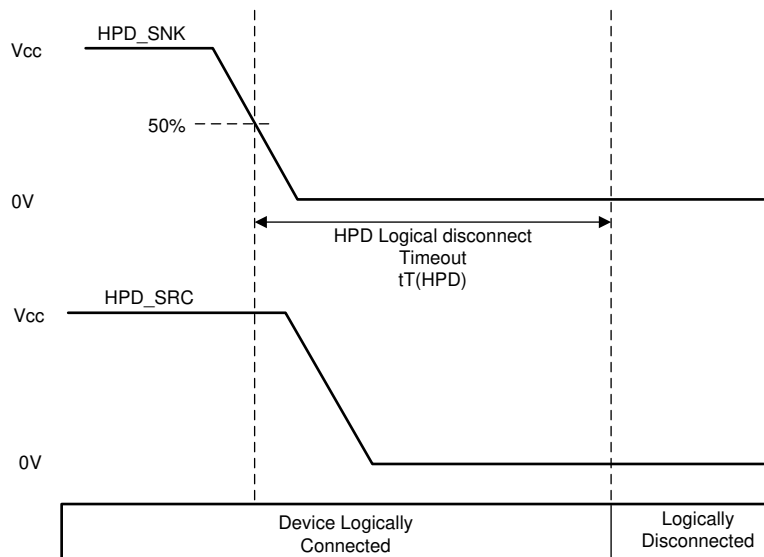 HPD_SNK
Vcc
50%
0V
HPD Logical disconnect
Timeout
tT(HPD)
HPD_SRC
Vcc
0V
Device Logically
Connected
Logically
Disconnected